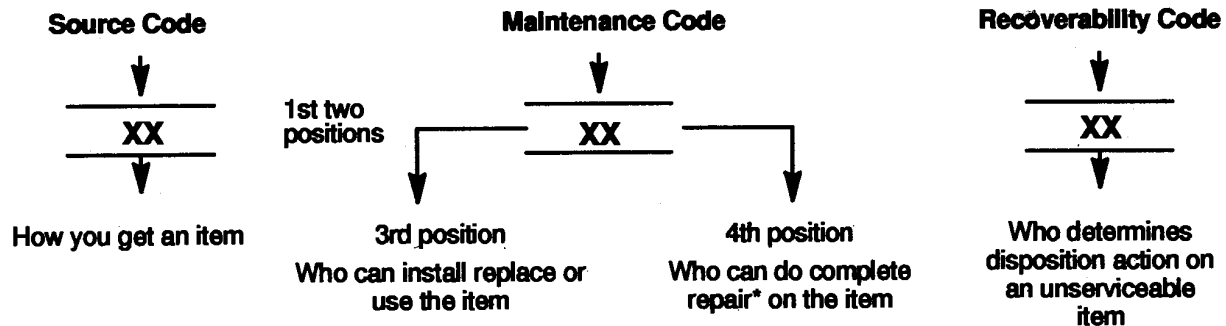 Source Code
Maintenance Code
Recoverability Code
XX
1st two
positions
XX
XX
How you get an item
3rd position
Who can install replace or
use the item
4th position
Who can do complete
repair* on the item
Who determines
disposition action on
an unserviceable
item